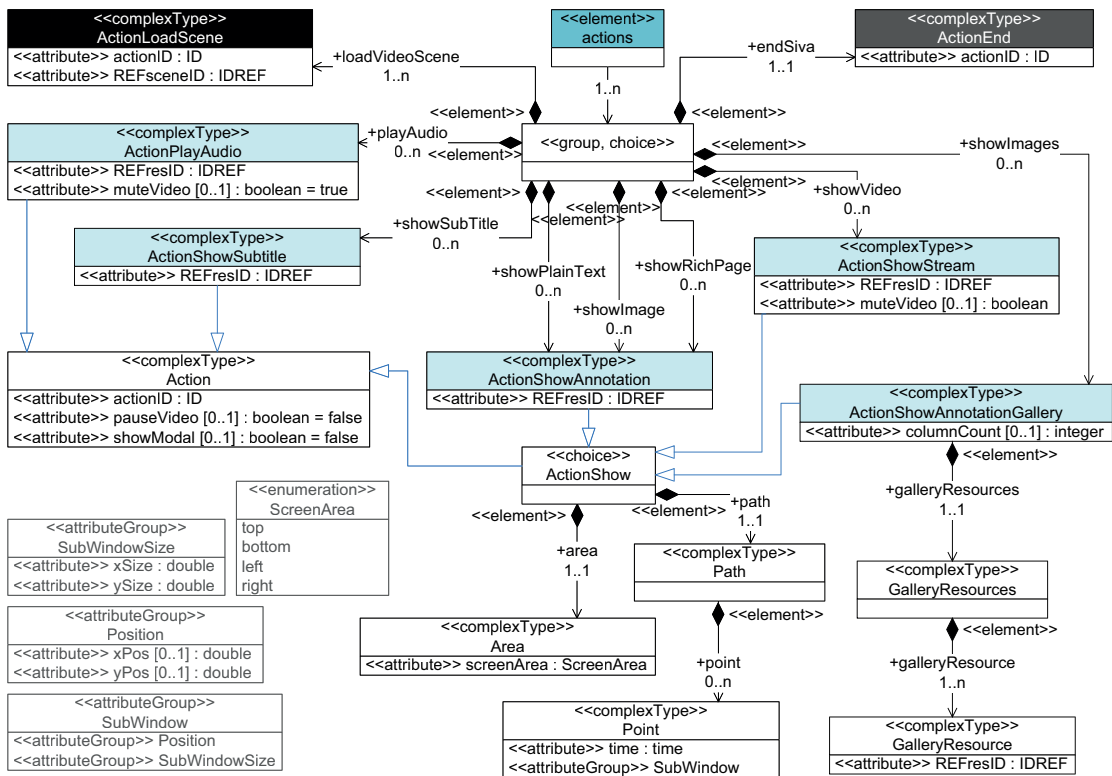 <<complexType>>
ActionLoadScene
<<attribute>> actionID : ID
<<attribute>> REFsceneID : IDREF
<<element>>
actions
1..n
<<complexType>>
ActionEnd
<<attribute>> actionID : ID
+loadVideoScene
1..n
<<element>>
+endSiva
1..1
<<element>>
<<group, choice>>
<<complexType>>
ActionPlayAudio
<<attribute>> REFresID : IDREF
<<attribute>> muteVideo [0..1] : boolean = true
+playAudio
0..n
<<element>>
<<element>>
+showImages
0..n
<<element>>
+showVideo
0..n
<<element>>
<<element>>
<<element>>
<<element>>
+showSubTitle
0..n
<<complexType>>
ActionShowSubtitle
<<attribute>> REFresID : IDREF
+showPlainText
0..n
+showImage
0..n
+showRichPage
0..n
<<complexType>>
ActionShowStream
<<attribute>> REFresID : IDREF
<<attribute>> muteVideo [0..1] : boolean
<<complexType>>
Action
<<attribute>> actionID : ID
<<attribute>> pauseVideo [0..1] : boolean = false
<<attribute>> showModal [0..1] : boolean = false
<<complexType>>
ActionShowAnnotation
<<attribute>> REFresID : IDREF
<<complexType>>
ActionShowAnnotationGallery
<<attribute>> columnCount [0..1] : integer
<<element>>
<<choice>>
ActionShow
<<element>>
<<element>>
+path
1..1
+area
1..1
+galleryResources
1..1
<<attributeGroup>>
SubWindowSize
<<attribute>> xSize : double
<<attribute>> ySize : double
<<enumeration>>
ScreenArea
top
bottom
left
right
<<complexType>>
Path
<<element>>
<<complexType>>
GalleryResources
<<element>>
<<attributeGroup>>
Position
<<attribute>> xPos [0..1] : double
<<attribute>> yPos [0..1] : double
<<complexType>>
Area
<<attribute>> screenArea : ScreenArea
+point
0..n
+galleryResource
1..n
<<attributeGroup>>
SubWindow
<<attributeGroup>> Position
<<attributeGroup>> SubWindowSize
<<complexType>>
Point
<<attribute>> time : time
<<attributeGroup>> SubWindow
<<complexType>>
GalleryResource
<<attribute>> REFresID : IDREF